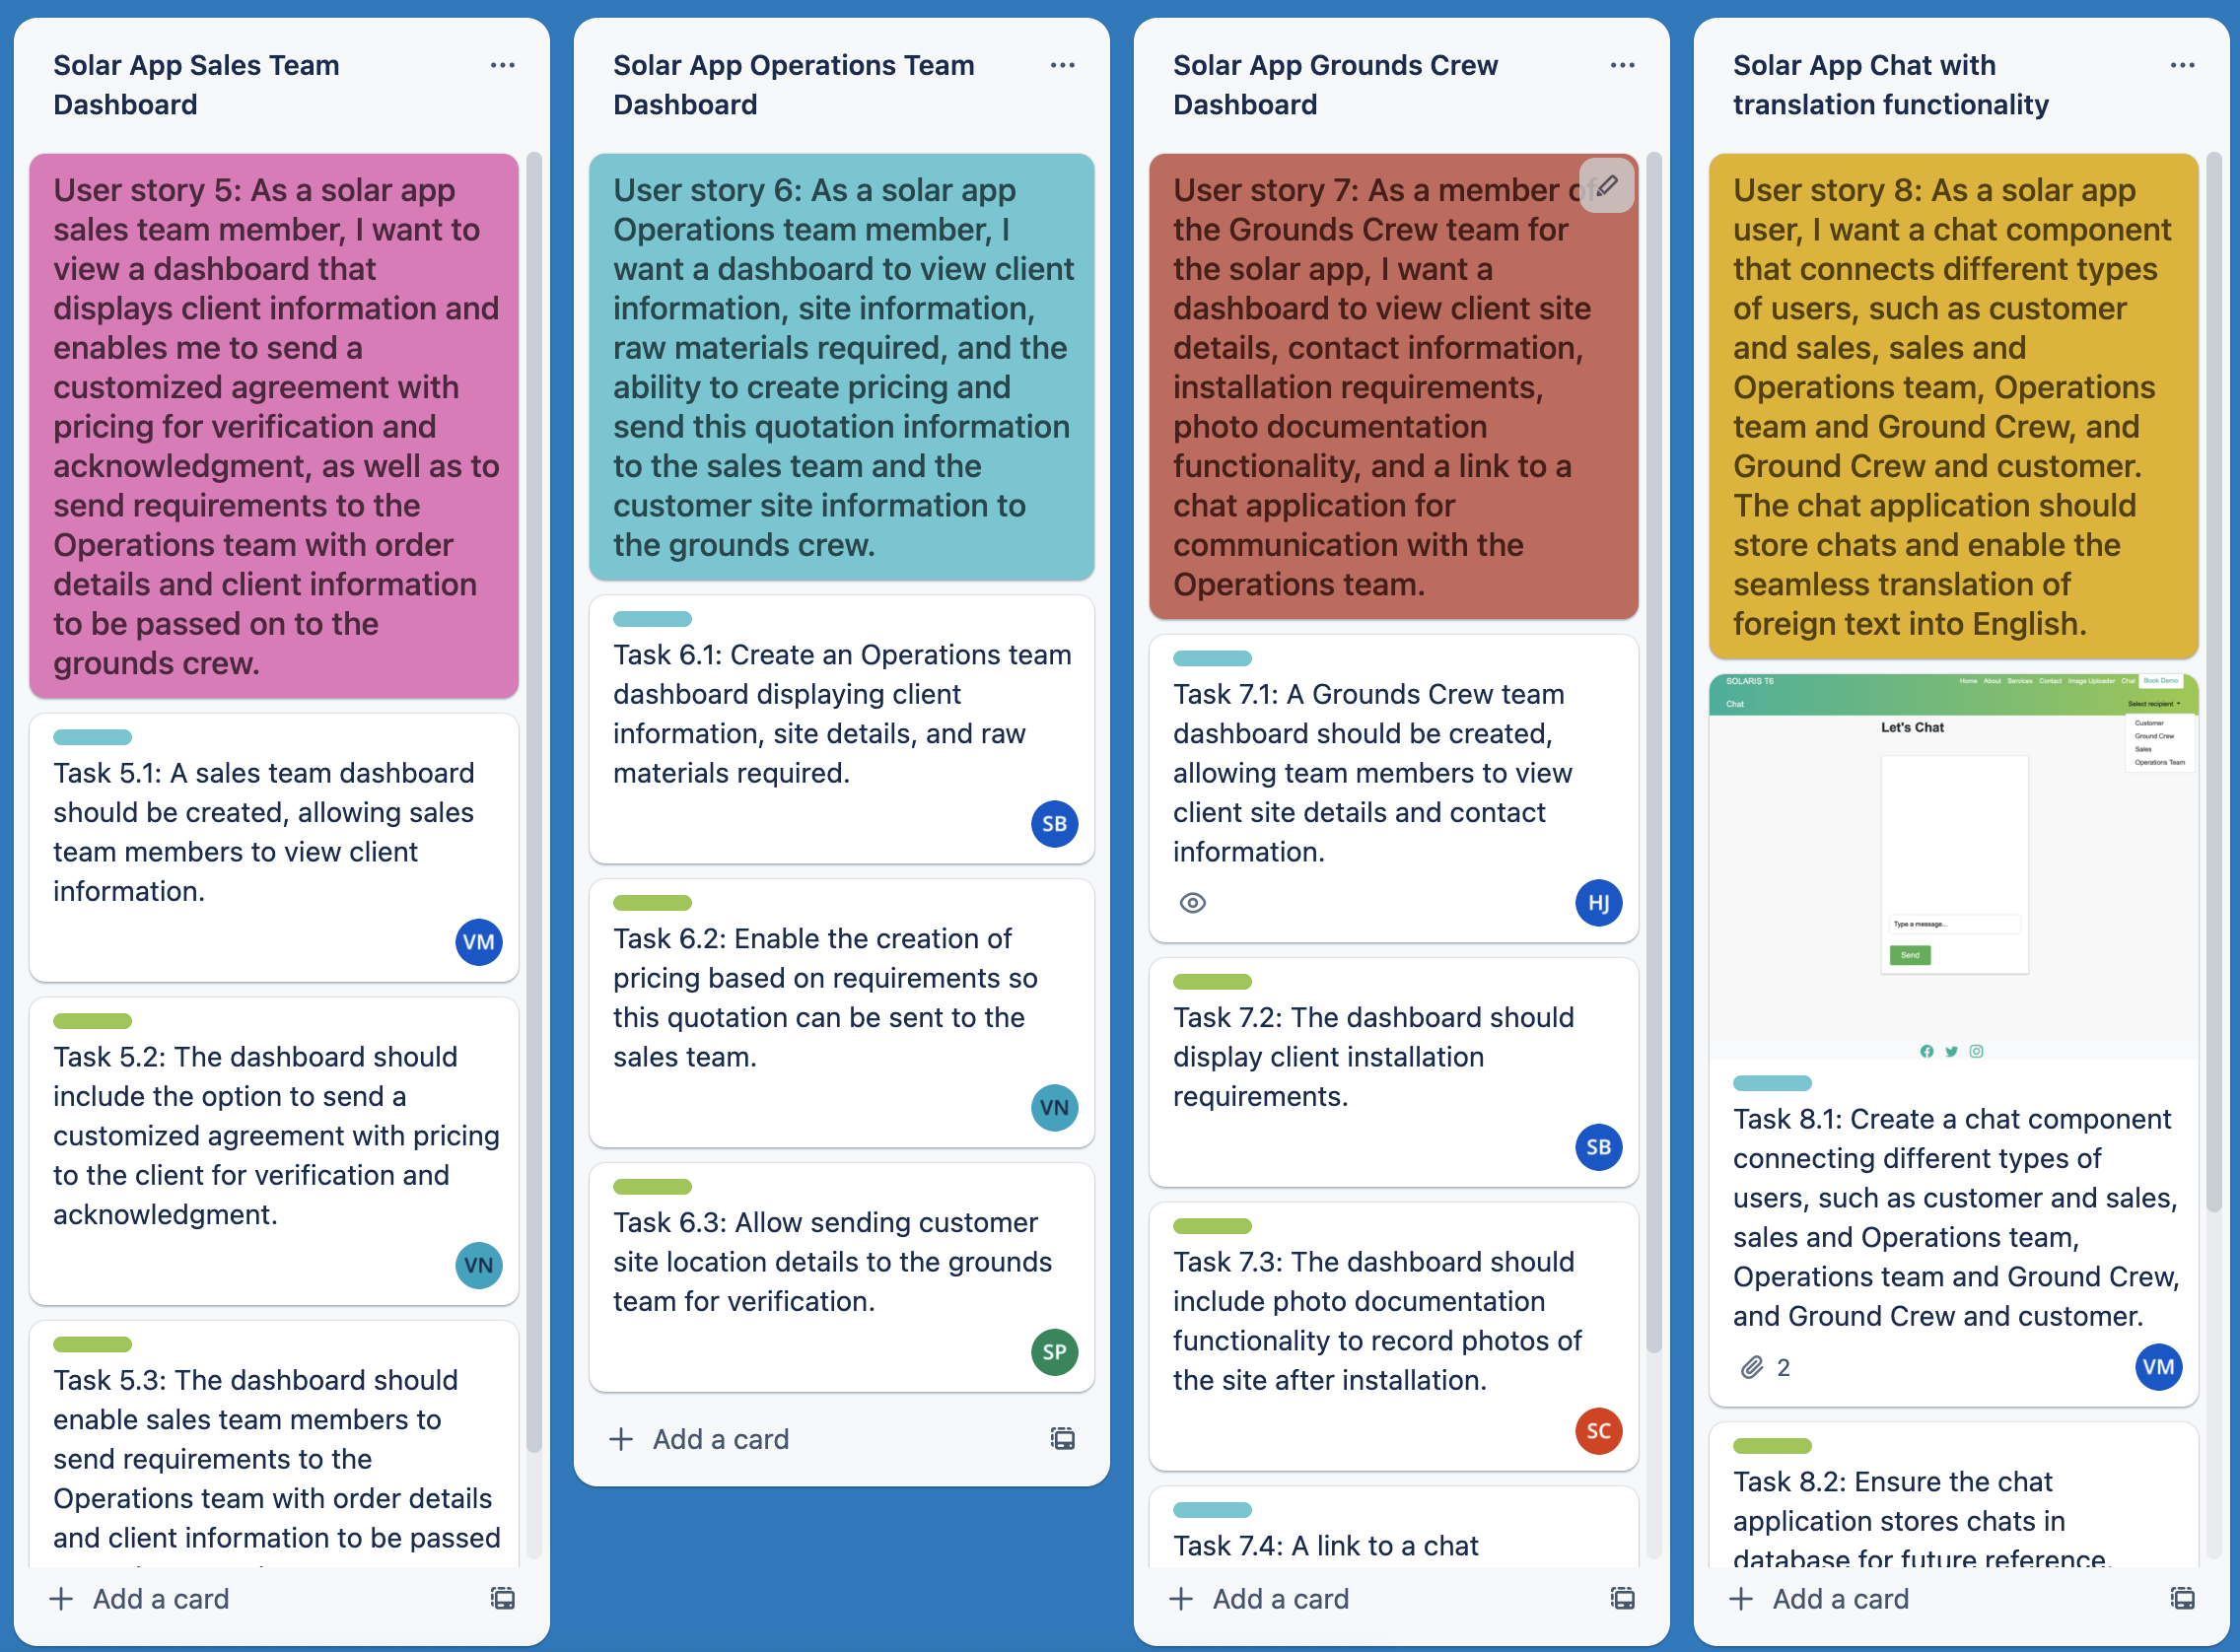 Solar App Sales Team
Dashboard
User story 5: As a solar app
sales team member, I want to
view a dashboard that
displays client information and
enables me to send a
customized agreement with
pricing for verification and
acknowledgment, as well as to
send requirements to the
Operations team with order
details and client information
to be passed on to the
grounds crew.
Task 5.1: A sales team dashboard
should be created, allowing sales
team members to view client
information.
VM
Task 5.2: The dashboard should
include the option to send a
customized agreement with pricing
to the client for verification and
acknowledgment.
VN
Task 5.3: The dashboard should
enable sales team members to
send requirements to the
Operations team with order details
and client information to be passed
Add a card
Solar App Operations Team
Dashboard
User story 6: As a solar app
Operations team member, I
want a dashboard to view client
information, site information,
raw materials required, and the
ability to create pricing and
send this quotation information
to the sales team and the
customer site information to
the grounds crew.
Task 6.1: Create an Operations team
dashboard displaying client
information, site details, and raw
materials required.
SB
Task 6.2: Enable the creation of
pricing based on requirements so
this quotation can be sent to the
sales team.
VN
Task 6.3: Allow sending customer
site location details to the grounds
team for verification.
SP
Add a card
Solar App Grounds Crew
Dashboard
User story 7: As a member of
the Grounds Crew team for
the solar app, I want a
dashboard to view client site
details, contact information,
installation requirements,
photo documentation
functionality, and a link to a
chat application for
communication with the
Operations team.
Task 7.1: A Grounds Crew team
dashboard should be created,
allowing team members to view
client site details and contact
information.
HJ
Task 7.2: The dashboard should
display client installation
requirements.
SB
Task 7.3: The dashboard should
include photo documentation
functionality to record photos of
the site after installation.
SC
Task 7.4: A link to a chat
Add a card
Solar App Chat with
translation functionality
User story 8: As a solar app
user, I want a chat component
that connects different types
of users, such as customer
and sales, sales and
Operations team, Operations
team and Ground Crew, and
Ground Crew and customer.
The chat application should
store chats and enable the
seamless translation of
foreign text into English.
SOLARIS T6 Home About Services Contact Image Uploader Chat Book Demo
Chat Select recipient
Customer
Ground Crew
Sales
Operations Team
Let's Chat
Type a message...
Send
Task 8.1: Create a chat component
connecting different types of
users, such as customer and sales,
sales and Operations team,
Operations team and Ground Crew,
and Ground Crew and customer.
2
VM
Task 8.2: Ensure the chat
application stores chats in
database for future reference.
Add a card